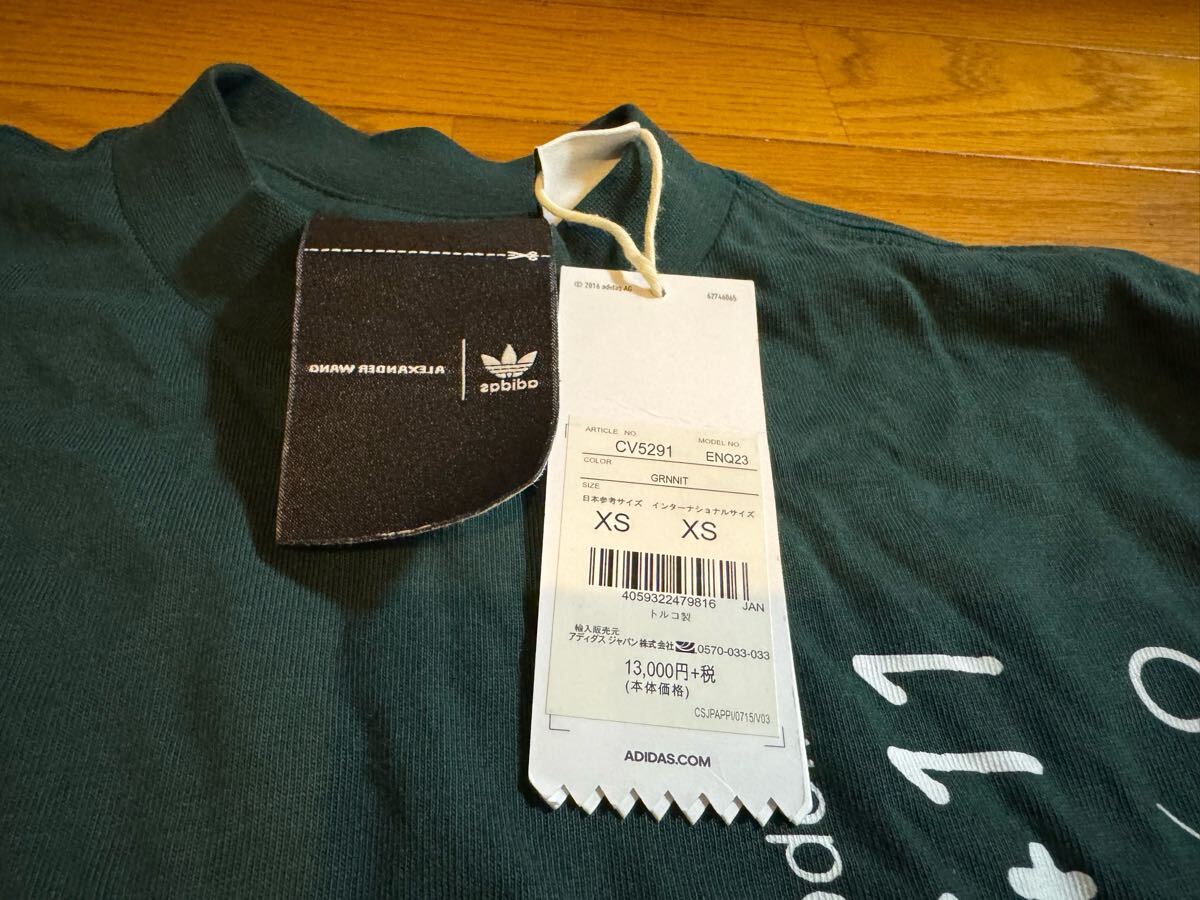 © 2016 adidas AG 62746065
ALEXANDER WANG | adidas
ARTICLE NO. MODEL NO.
CV5291 ENQ23
COLOR
GRNNIT
SIZE
日本参考サイズ インターナショナルサイズ
XS XS
4059322479816 JAN
トルコ製
輸入販売元
アディダス ジャパン株式会社 0570-033-033
13,000円+税
(本体価格)
CSJPAPPI/0715/V03
ADIDAS.COM
11
11